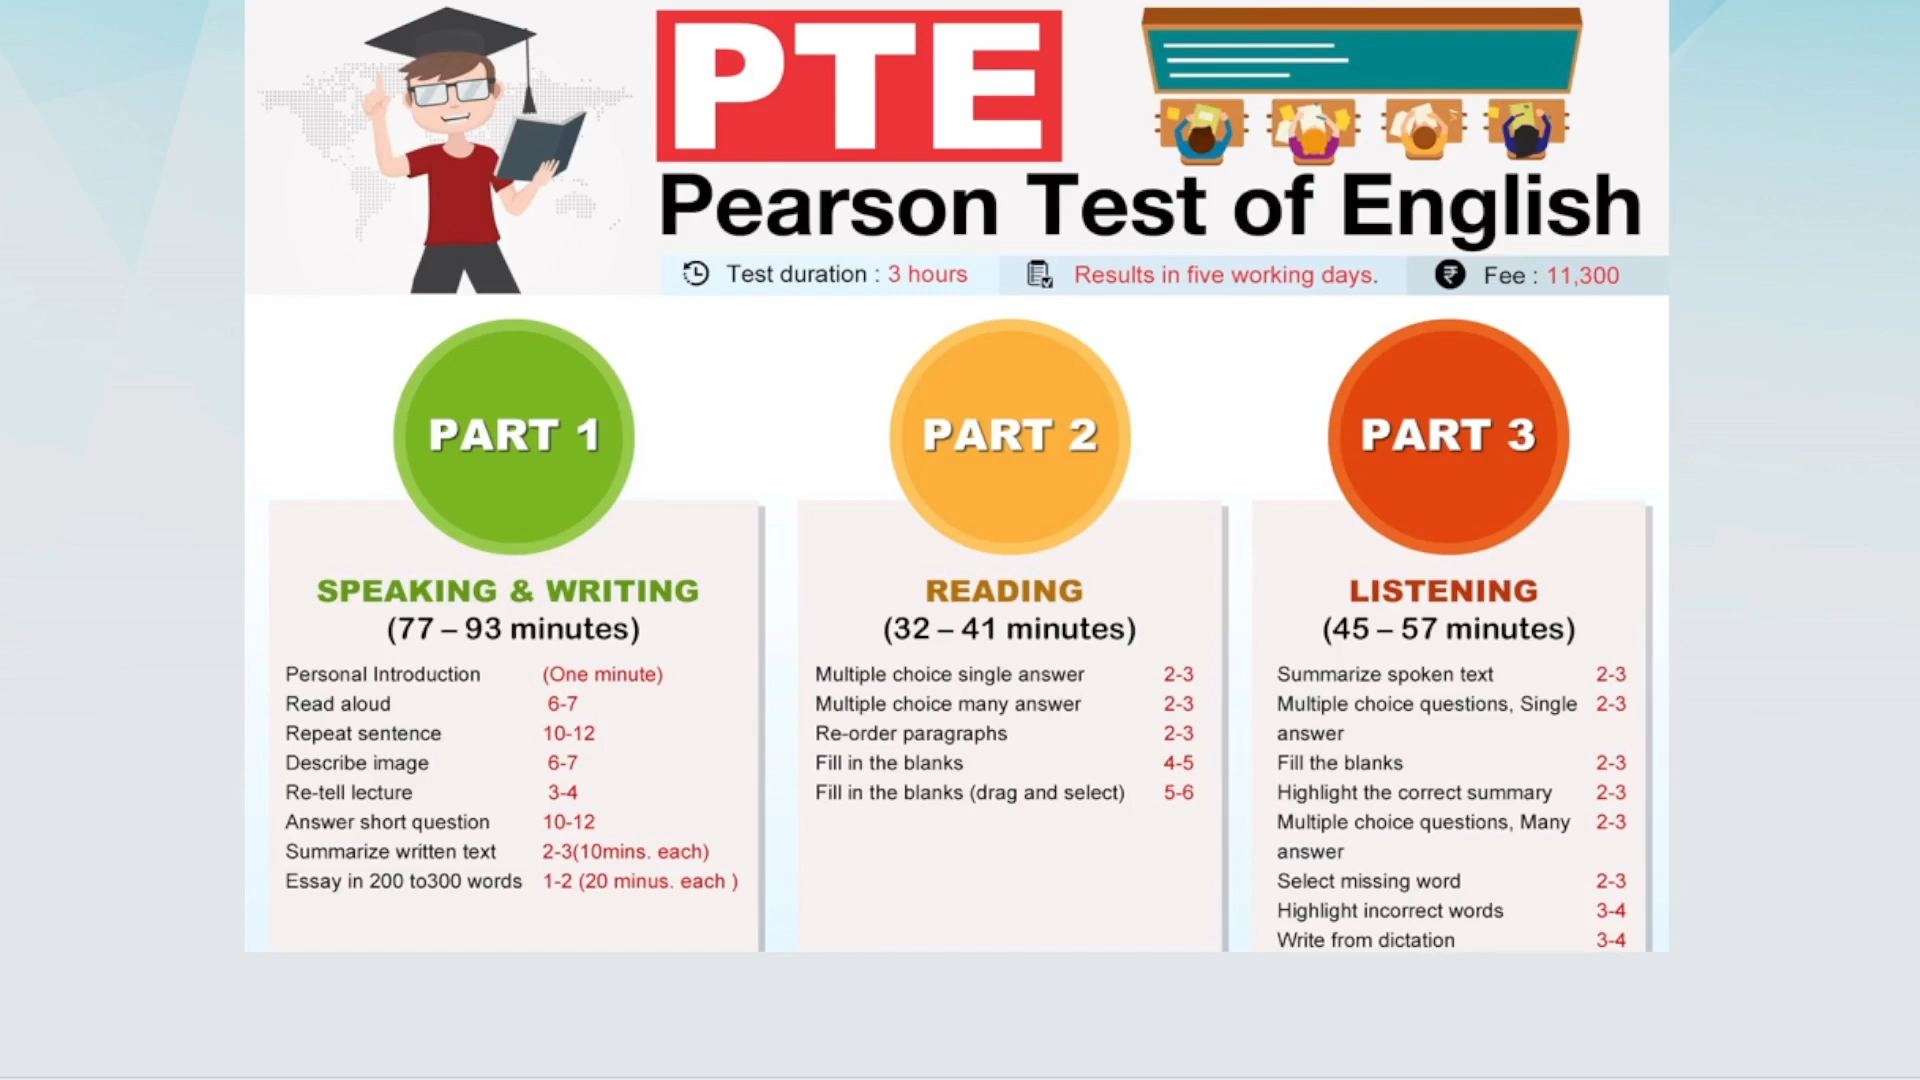 PTE
Pearson Test of English
Test duration : 3 hours
Results in five working days.
Fee : 11,300
PART 1
SPEAKING & WRITING
(77 – 93 minutes)
Personal Introduction (One minute)
Read aloud 6-7
Repeat sentence 10-12
Describe image 6-7
Re-tell lecture 3-4
Answer short question 10-12
Summarize written text 2-3(10mins. each)
Essay in 200 to300 words 1-2 (20 minus. each )
PART 2
READING
(32 – 41 minutes)
Multiple choice single answer 2-3
Multiple choice many answer 2-3
Re-order paragraphs 2-3
Fill in the blanks 4-5
Fill in the blanks (drag and select) 5-6
PART 3
LISTENING
(45 – 57 minutes)
Summarize spoken text 2-3
Multiple choice questions, Single 2-3
answer
Fill the blanks 2-3
Highlight the correct summary 2-3
Multiple choice questions, Many 2-3
answer
Select missing word 2-3
Highlight incorrect words 3-4
Write from dictation 3-4